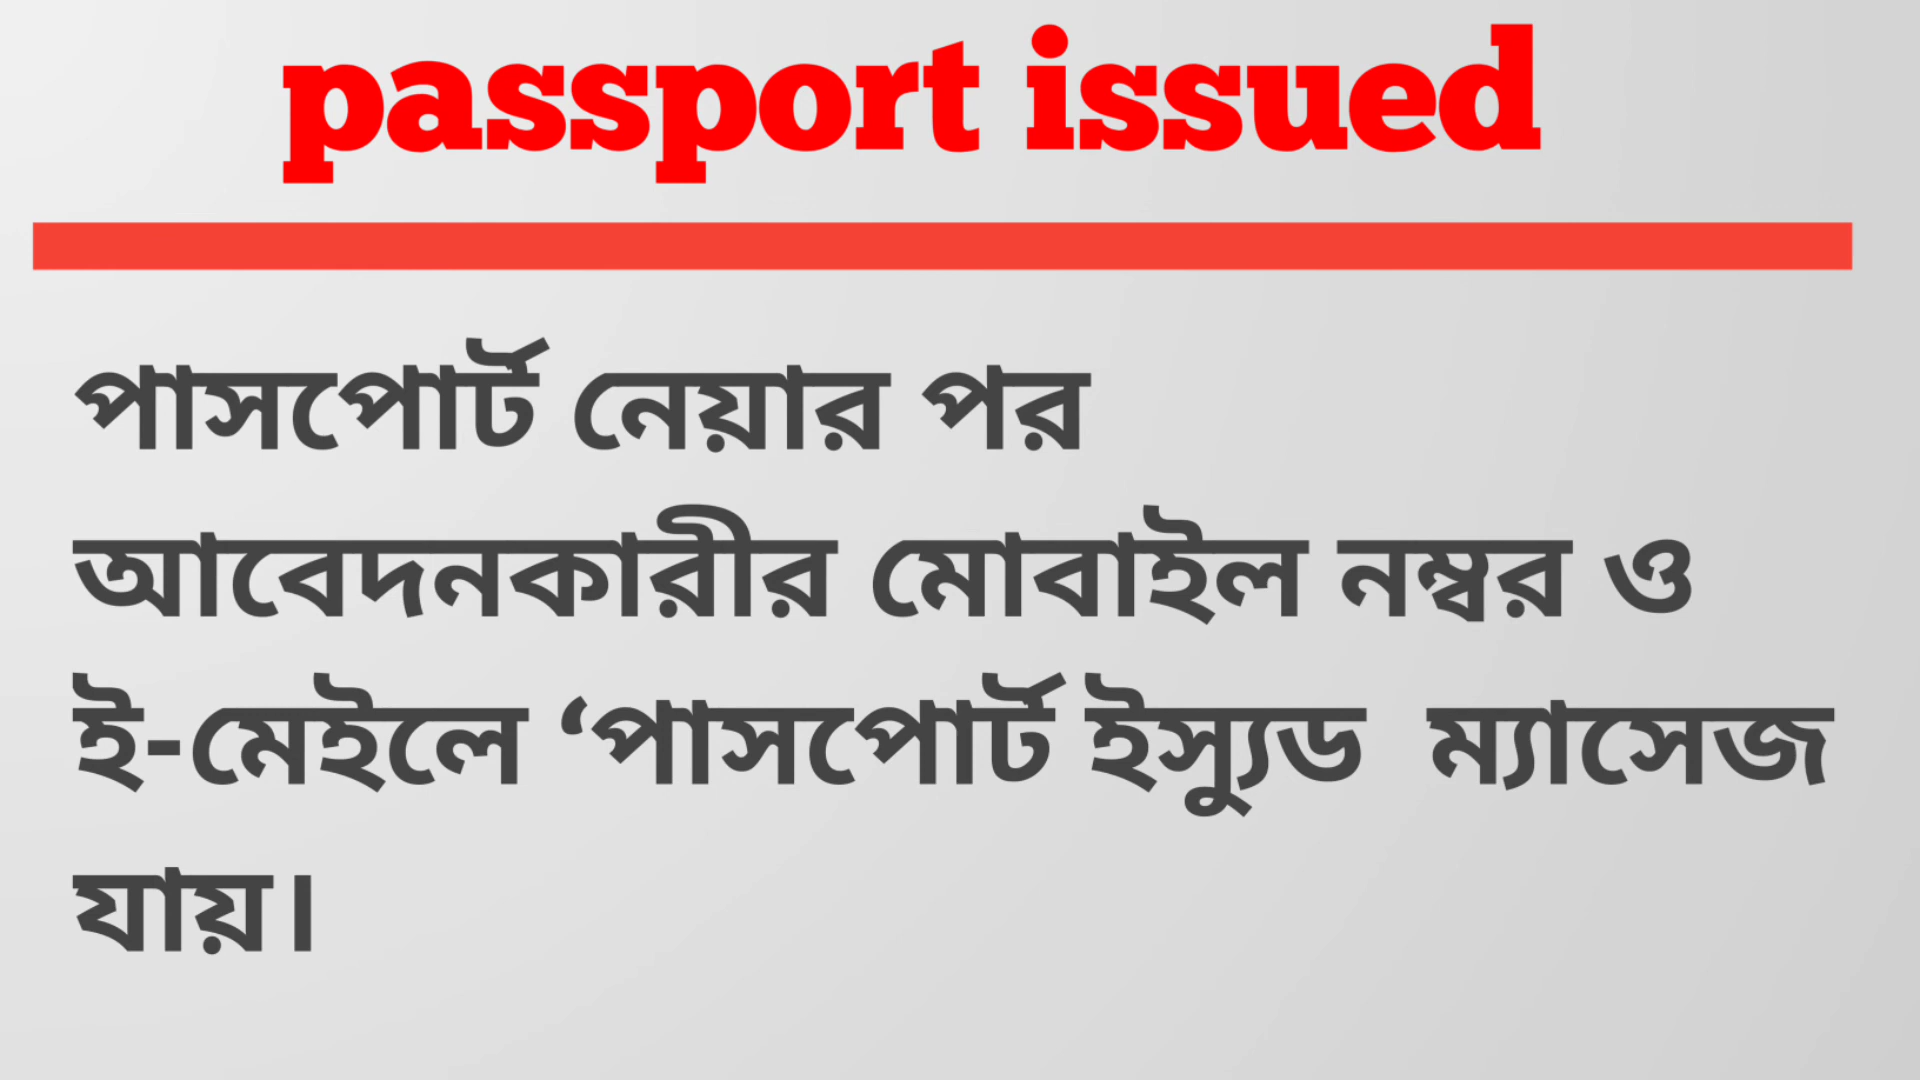 passport issued
পাসপোর্ট নেয়ার পর
আবেদনকারীর মোবাইল নম্বর ও
ই-মেইলে ‘পাসপোর্ট ইস্যুড  ম্যাসেজ
যায়।